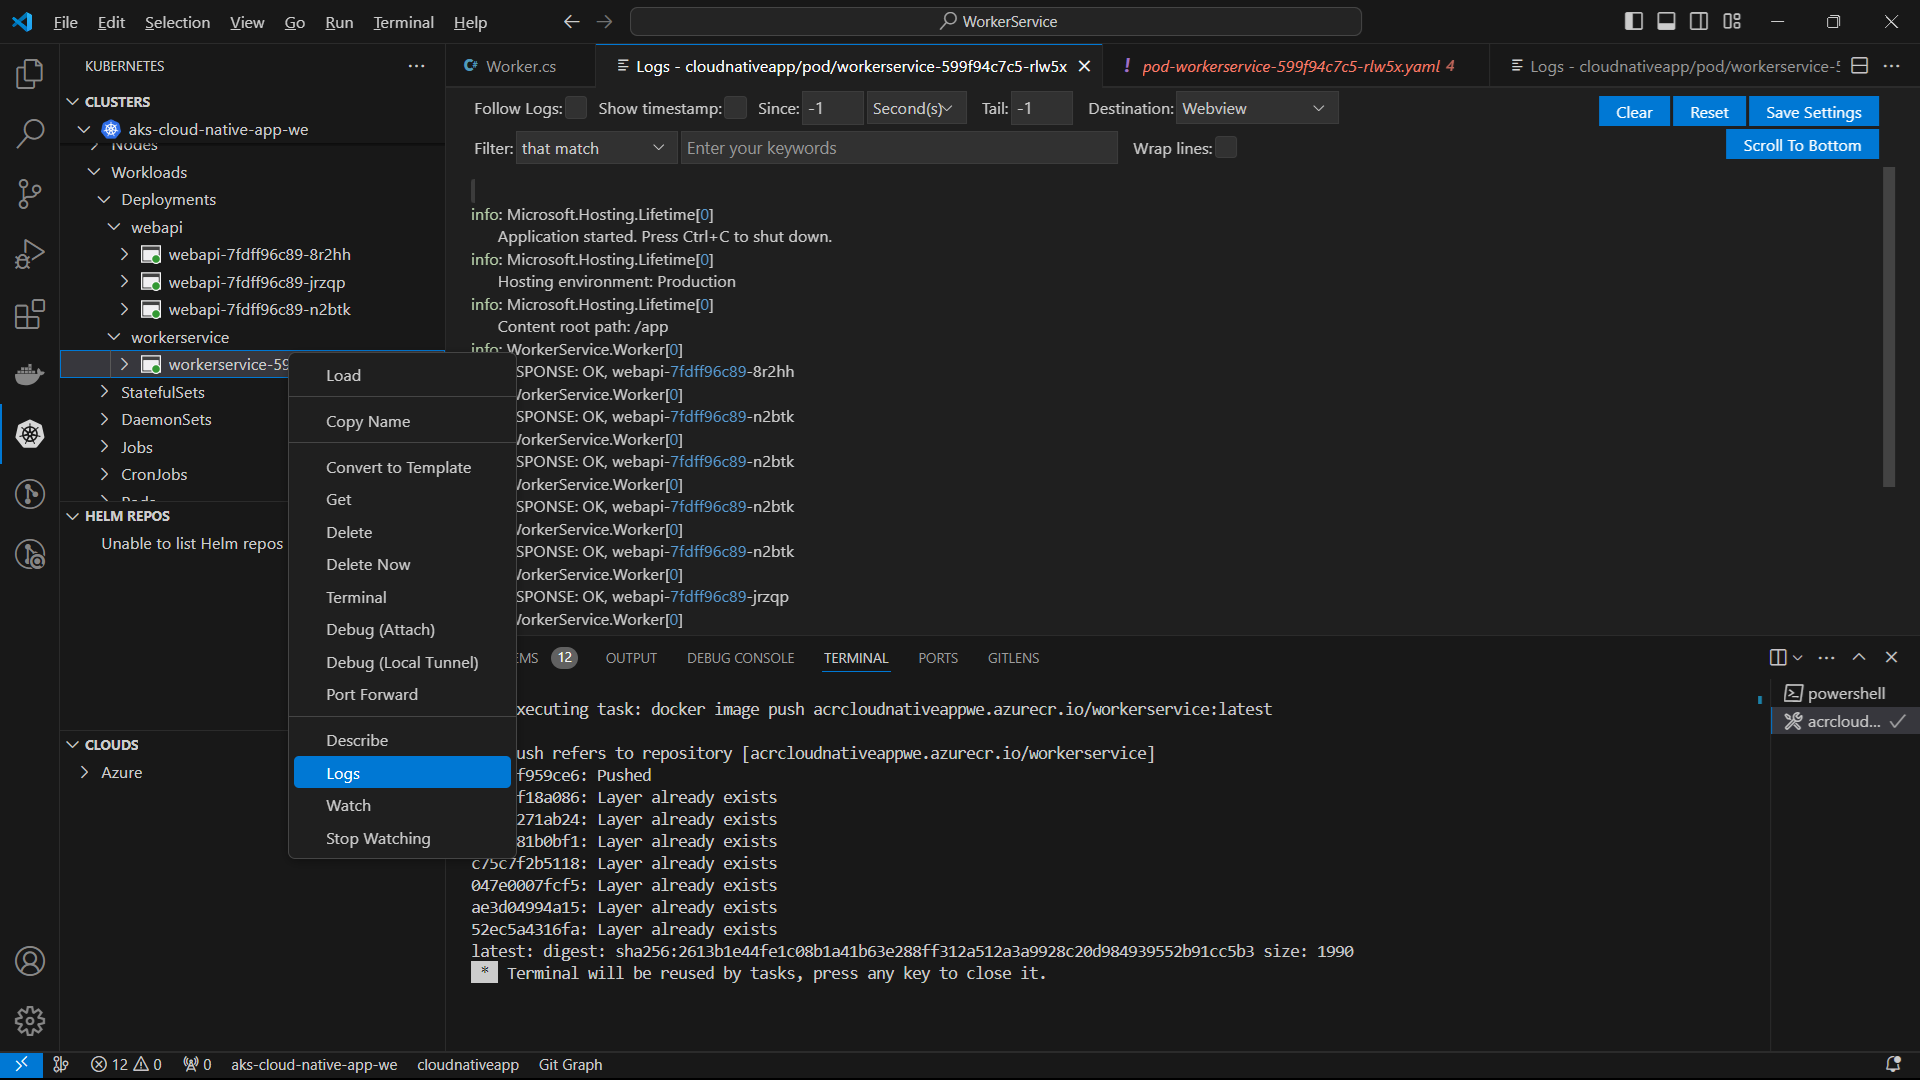 File Edit Selection View Go Run Terminal Help
WorkerService
KUBERNETES
CLUSTERS
aks-cloud-native-app-we
Nodes
Workloads
Deployments
webapi
webapi-7fdff96c89-8r2hh
webapi-7fdff96c89-jrzqp
webapi-7fdff96c89-n2btk
workerservice
workerservice-59
StatefulSets
DaemonSets
Jobs
CronJobs
HELM REPOS
Unable to list Helm repos
CLOUDS
Azure
Load
Copy Name
Convert to Template
Get
Delete
Delete Now
Terminal
Debug (Attach)
Debug (Local Tunnel)
Port Forward
Describe
Logs
Watch
Stop Watching
Worker.cs
Logs - cloudnativeapp/pod/workerservice-599f94c7c5-rlw5x
! pod-workerservice-599f94c7c5-rlw5x.yaml 4
Logs - cloudnativeapp/pod/workerservice-5
Follow Logs: Show timestamp: Since: -1 Second(s) Tail: -1 Destination: Webview
Clear Reset Save Settings
Filter: that match Enter your keywords Wrap lines:
Scroll To Bottom
info: Microsoft.Hosting.Lifetime[0]
Application started. Press Ctrl+C to shut down.
info: Microsoft.Hosting.Lifetime[0]
Hosting environment: Production
info: Microsoft.Hosting.Lifetime[0]
Content root path: /app
info: WorkerService.Worker[0]
SPONSE: OK, webapi-7fdff96c89-8r2hh
WorkerService.Worker[0]
SPONSE: OK, webapi-7fdff96c89-n2btk
WorkerService.Worker[0]
SPONSE: OK, webapi-7fdff96c89-n2btk
WorkerService.Worker[0]
SPONSE: OK, webapi-7fdff96c89-n2btk
WorkerService.Worker[0]
SPONSE: OK, webapi-7fdff96c89-n2btk
WorkerService.Worker[0]
SPONSE: OK, webapi-7fdff96c89-jrzqp
WorkerService.Worker[0]
EMS 12 OUTPUT DEBUG CONSOLE TERMINAL PORTS GITLENS
xecuting task: docker image push acrcloudnativeappwe.azurecr.io/workerservice:latest
ush refers to repository [acrcloudnativeappwe.azurecr.io/workerservice]
f959ce6: Pushed
f18a086: Layer already exists
271ab24: Layer already exists
81b0bf1: Layer already exists
c75c7f2b5118: Layer already exists
047e0007fcf5: Layer already exists
ae3d04994a15: Layer already exists
52ec5a4316fa: Layer already exists
latest: digest: sha256:2613b1e44fe1c08b1a41b63e288ff312a512a3a9928c20d984939552b91cc5b3 size: 1990
* Terminal will be reused by tasks, press any key to close it.
powershell
acrcloud...
12 0 0 aks-cloud-native-app-we cloudnativeapp Git Graph